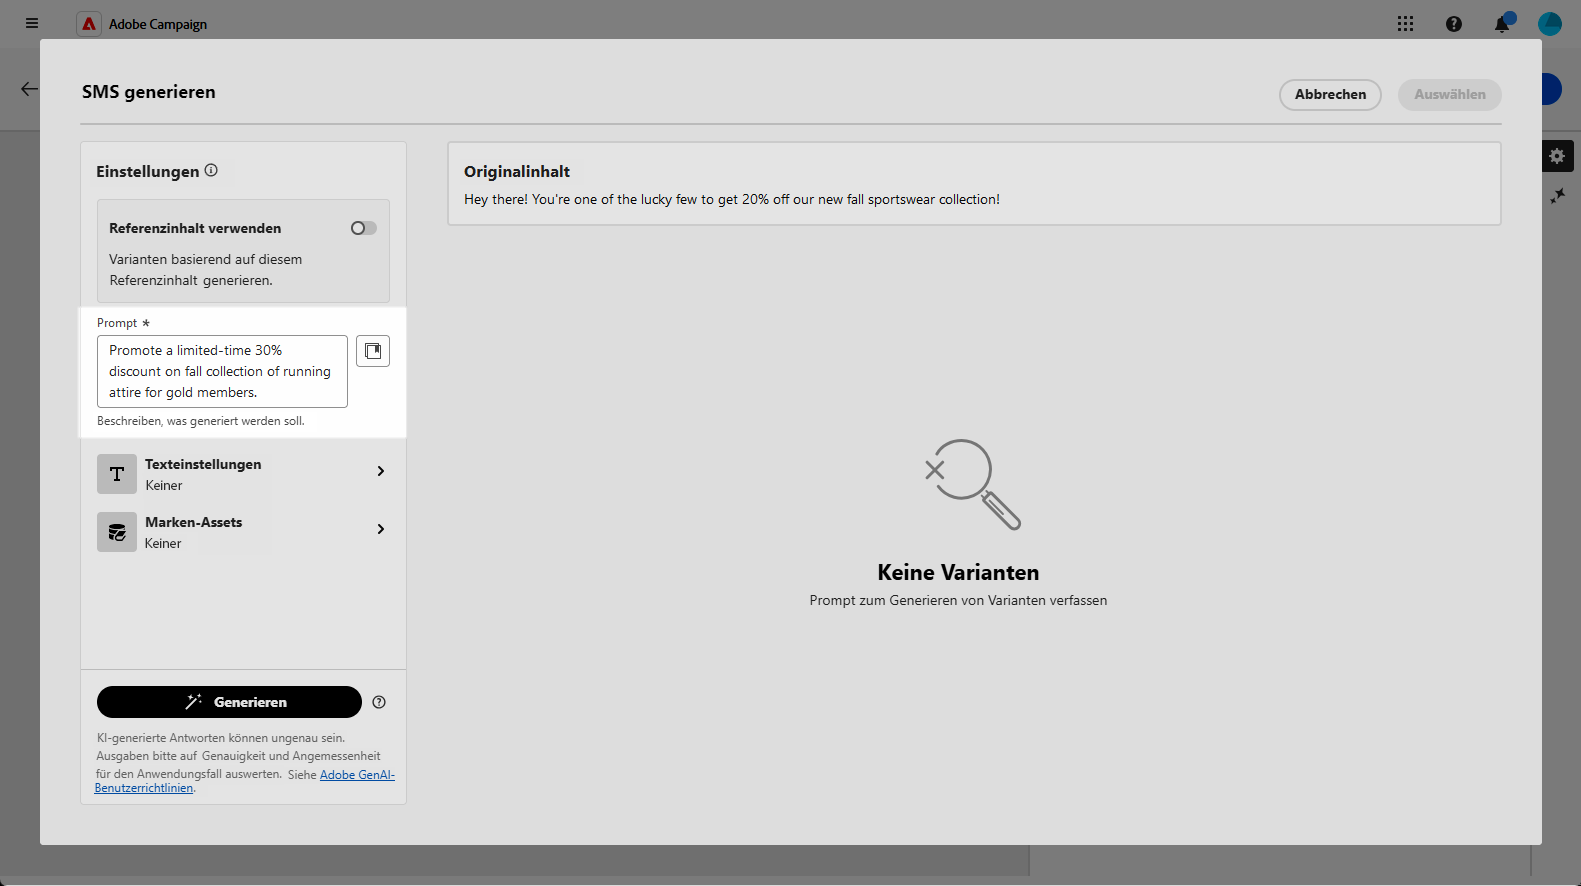 Adobe Campaign
SMS generieren
Abbrechen
Auswählen
Einstellungen
Referenzinhalt verwenden
Varianten basierend auf diesem
Referenzinhalt generieren.
Prompt *
Promote a limited-time 30%
discount on fall collection of running
attire for gold members.
Beschreiben, was generiert werden soll.
Texteinstellungen
Keiner
Marken-Assets
Keiner
Generieren
KI-generierte Antworten können ungenau sein.
Ausgaben bitte auf Genauigkeit und Angemessenheit
für den Anwendungsfall auswerten. Siehe Adobe GenAI-
Benutzerrichtlinien.
Originalinhalt
Hey there! You're one of the lucky few to get 20% off our new fall sportswear collection!
Keine Varianten
Prompt zum Generieren von Varianten verfassen